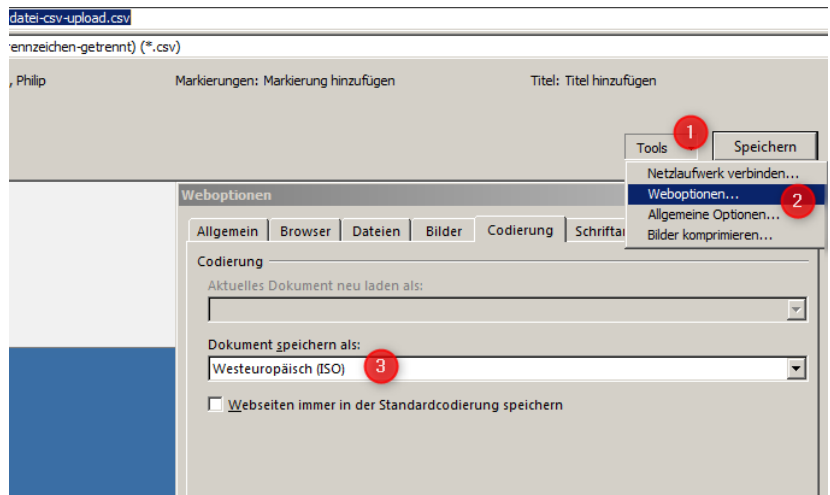 datei-csv-upload.csv
ennzeichen-getrennt) (*.csv)
, Philip Markierungen: Markierung hinzufügen Titel: Titel hinzufügen
1
Tools Speichern
Netzlaufwerk verbinden...
Weboptionen... 2
Allgemeine Optionen...
Bilder komprimieren...
Weboptionen
Allgemein Browser Dateien Bilder Codierung Schriftar
Codierung
Aktuelles Dokument neu laden als:
Dokument speichern als:
Westeuropäisch (ISO) 3
Webseiten immer in der Standardcodierung speichern